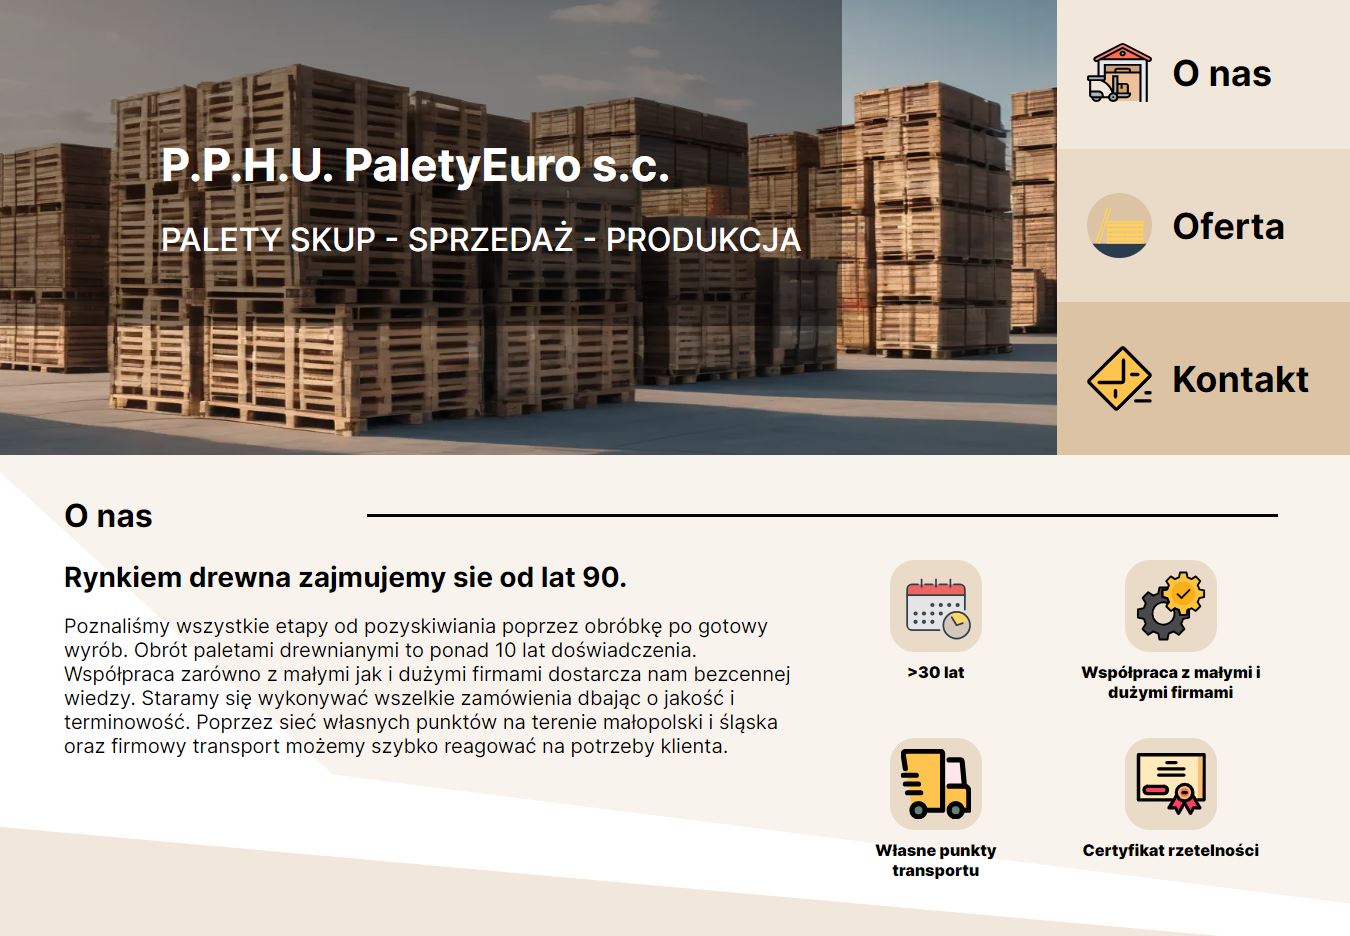 P.P.H.U. PaletyEuro s.c.
PALETY SKUP - SPRZEDAŻ - PRODUKCJA
O nas
Oferta
Kontakt
O nas
Rynkiem drewna zajmujemy sie od lat 90.
Poznaliśmy wszystkie etapy od pozyskiwiania poprzez obróbkę po gotowy
wyrób. Obrót paletami drewnianymi to ponad 10 lat doświadczenia.
Współpraca zarówno z małymi jak i dużymi firmami dostarcza nam bezcennej
wiedzy. Staramy się wykonywać wszelkie zamówienia dbając o jakość i
terminowość. Poprzez sieć własnych punktów na terenie małopolski i śląska
oraz firmowy transport możemy szybko reagować na potrzeby klienta.
>30 lat
Współpraca z małymi i
dużymi firmami
Własne punkty
transportu
Certyfikat rzetelności